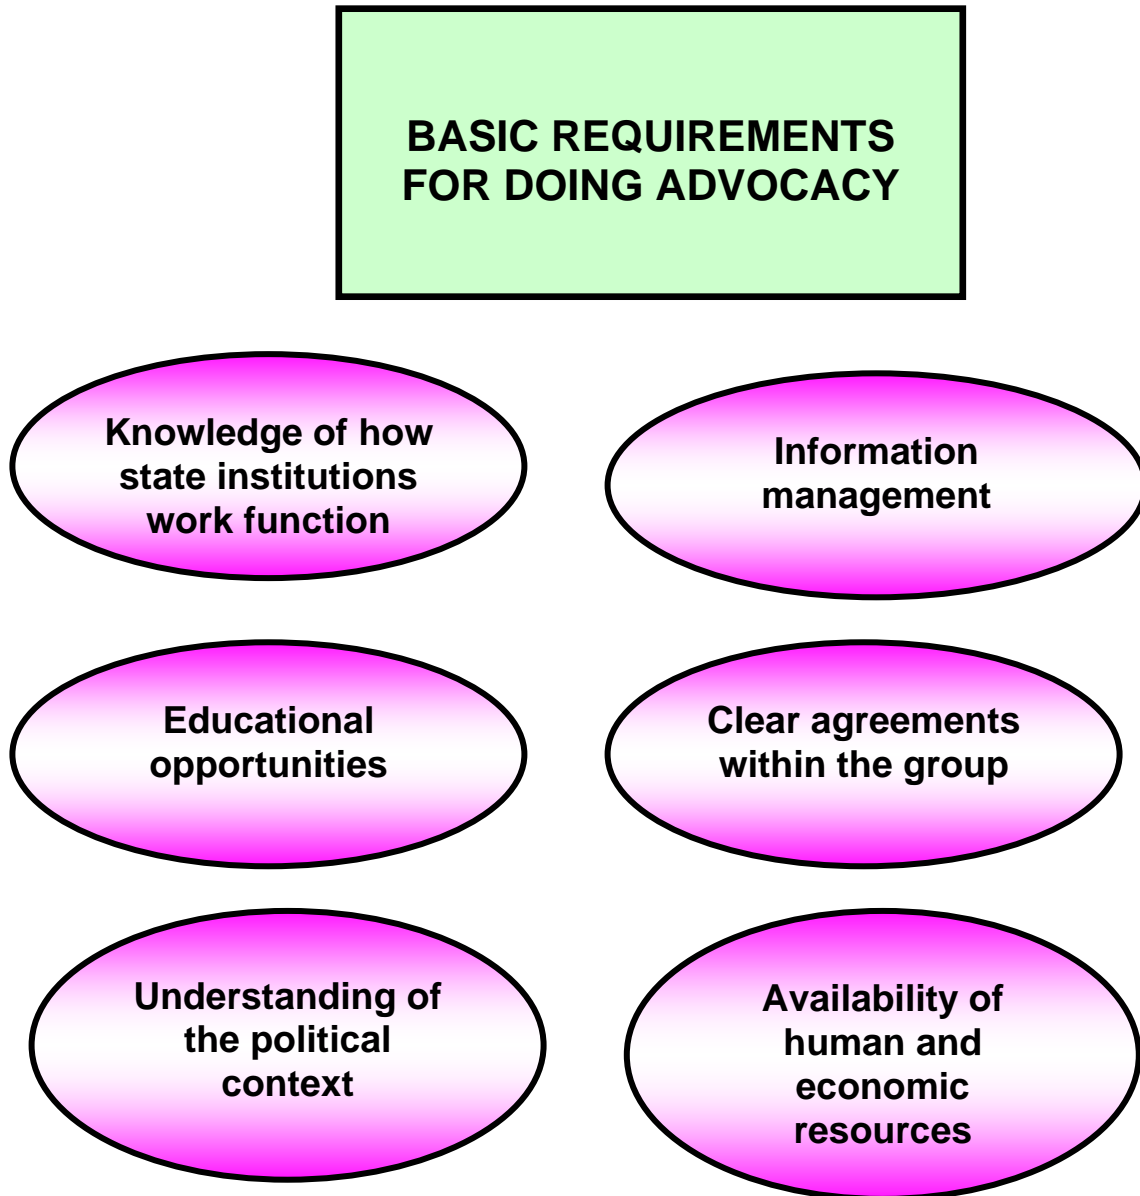 BASIC REQUIREMENTS
FOR DOING ADVOCACY
Knowledge of how
state institutions
work function
Information
management
Educational
opportunities
Clear agreements
within the group
Understanding of
the political
context
Availability of
human and
economic
resources